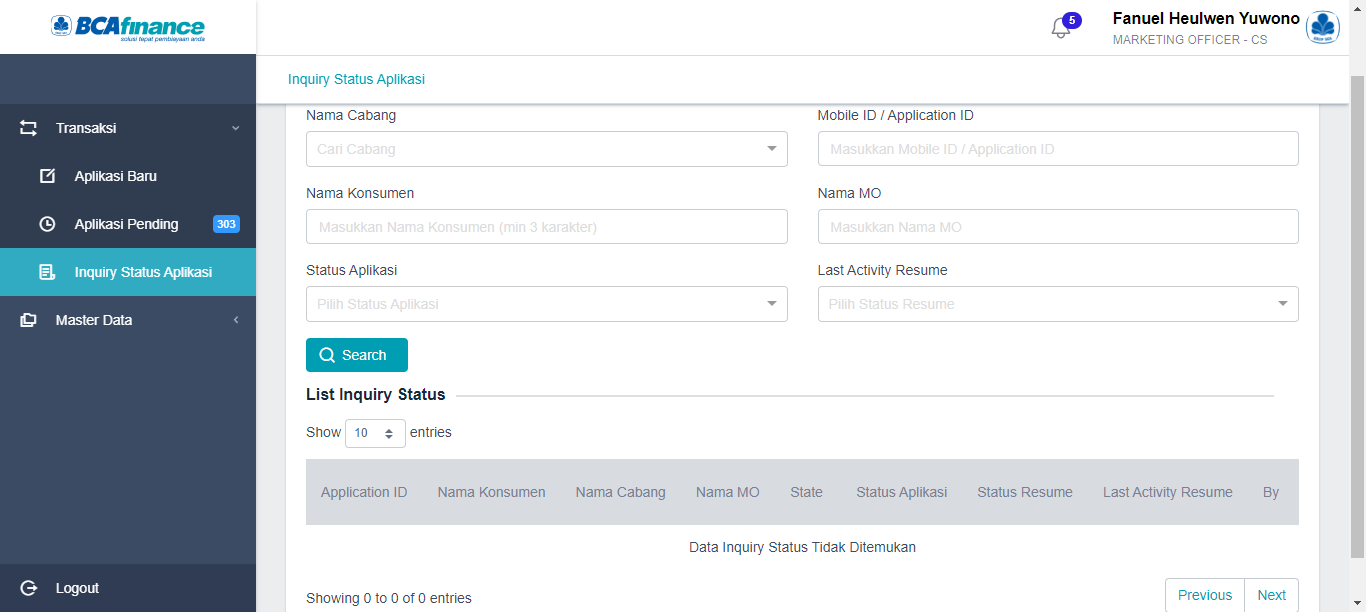 BCAfinance
solusi tepat pembiayaan anda
5
Fanuel Heulwen Yuwono
MARKETING OFFICER - CS
Inquiry Status Aplikasi
Transaksi
Aplikasi Baru
Aplikasi Pending 303
Inquiry Status Aplikasi
Master Data
Logout
Nama Cabang
Cari Cabang
Mobile ID / Application ID
Masukkan Mobile ID / Application ID
Nama Konsumen
Masukkan Nama Konsumen (min 3 karakter)
Nama MO
Masukkan Nama MO
Status Aplikasi
Pilih Status Aplikasi
Last Activity Resume
Pilih Status Resume
Search
List Inquiry Status
Show 10 entries
Application ID Nama Konsumen Nama Cabang Nama MO State Status Aplikasi Status Resume Last Activity Resume By
Data Inquiry Status Tidak Ditemukan
Showing 0 to 0 of 0 entries
Previous Next